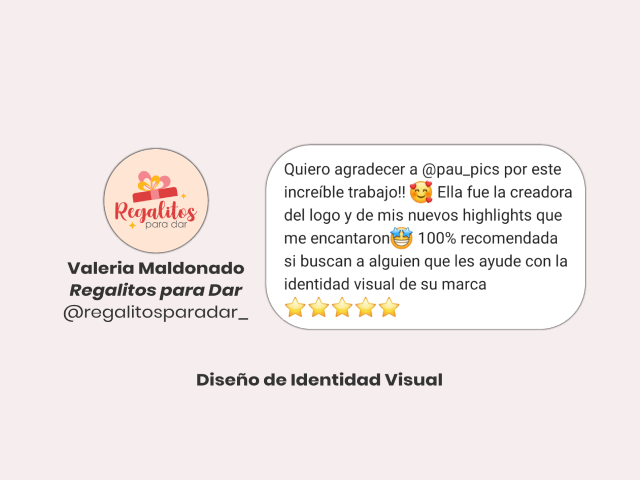 Regalitos
para dar
Valeria Maldonado
Regalitos para Dar
@regalitosparadar_
Quiero agradecer a @pau_pics por este
increíble trabajo!! 🥰 Ella fue la creadora
del logo y de mis nuevos highlights que
me encantaron🤩 100% recomendada
si buscan a alguien que les ayude con la
identidad visual de su marca
⭐⭐⭐⭐⭐
Diseño de Identidad Visual